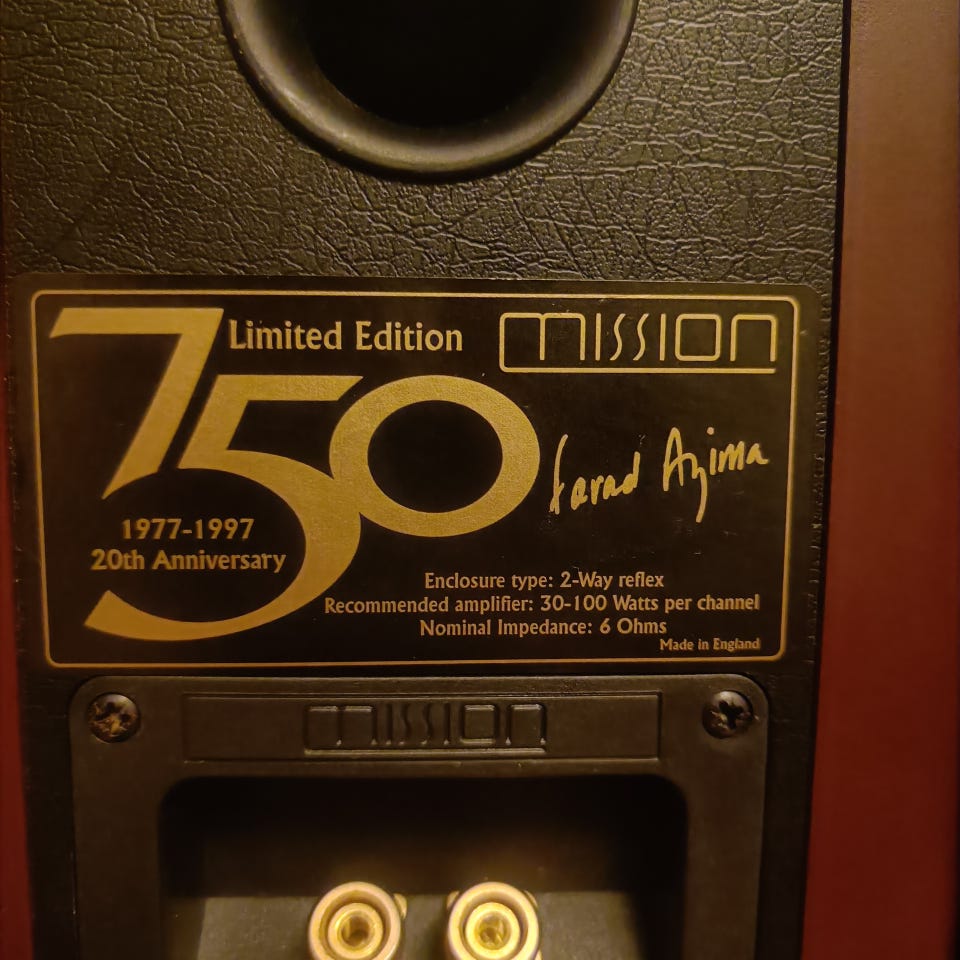 750
Limited Edition
mission
Farad Azima
1977-1997
20th Anniversary
Enclosure type: 2-Way reflex
Recommended amplifier: 30-100 Watts per channel
Nominal Impedance: 6 Ohms
Made in England
mission